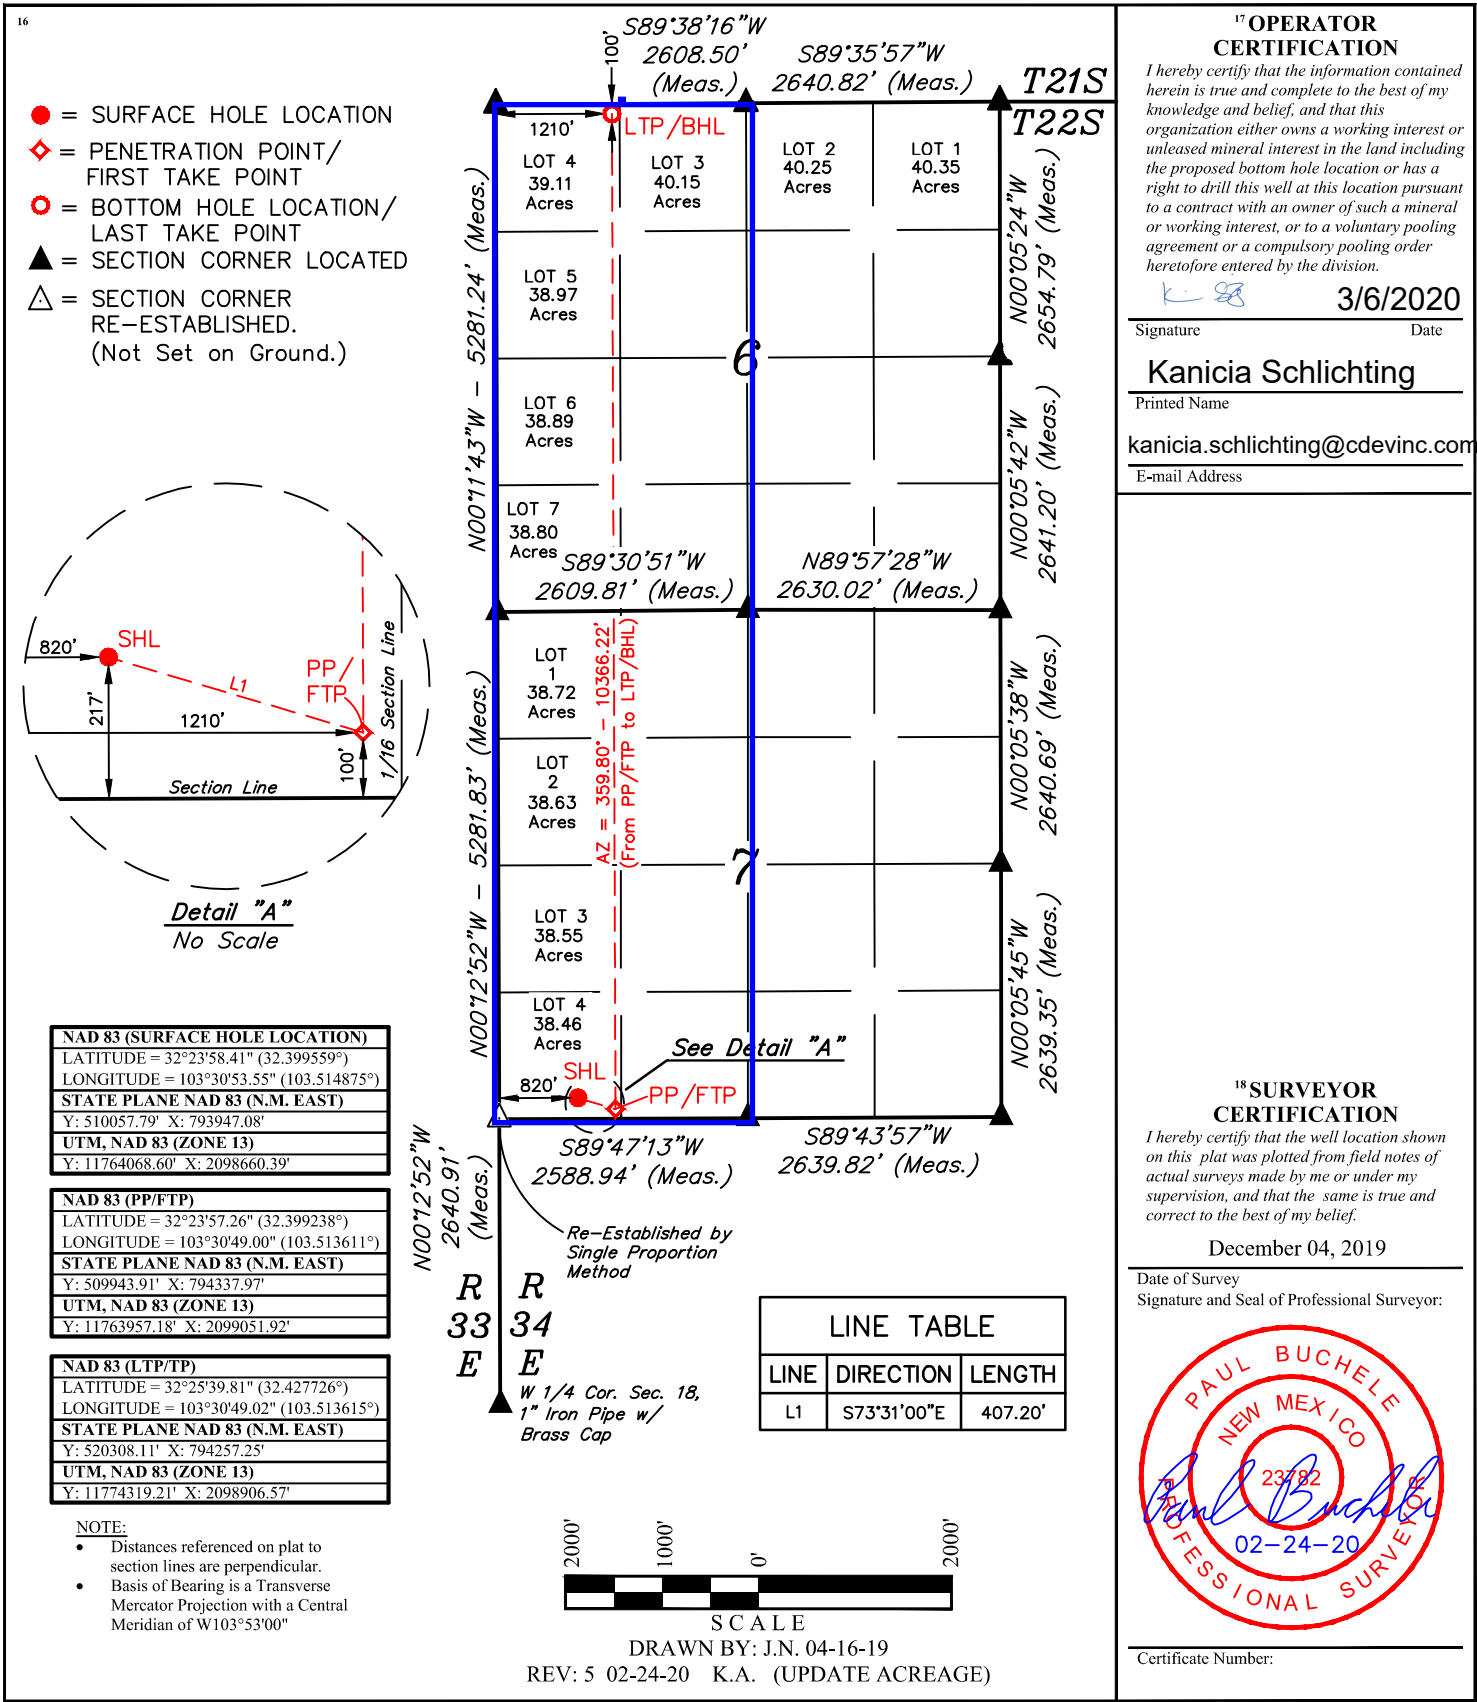 16
● = SURFACE HOLE LOCATION
= PENETRATION POINT/
FIRST TAKE POINT
= BOTTOM HOLE LOCATION/
LAST TAKE POINT
▲ = SECTION CORNER LOCATED
△ = SECTION CORNER
RE-ESTABLISHED.
(Not Set on Ground.)
820'
SHL
L1
PP/
FTP
217'
1210'
100'
1/16 Section Line
Section Line
Detail "A"
No Scale
NAD 83 (SURFACE HOLE LOCATION)
LATITUDE = 32°23'58.41" (32.399559°)
LONGITUDE = 103°30'53.55" (103.514875°)
STATE PLANE NAD 83 (N.M. EAST)
Y: 510057.79' X: 793947.08'
UTM, NAD 83 (ZONE 13)
Y: 11764068.60' X: 2098660.39'
NAD 83 (PP/FTP)
LATITUDE = 32°23'57.26" (32.399238°)
LONGITUDE = 103°30'49.00" (103.513611°)
STATE PLANE NAD 83 (N.M. EAST)
Y: 509943.91' X: 794337.97'
UTM, NAD 83 (ZONE 13)
Y: 11763957.18' X: 2099051.92'
NAD 83 (LTP/TP)
LATITUDE = 32°25'39.81" (32.427726°)
LONGITUDE = 103°30'49.02" (103.513615°)
STATE PLANE NAD 83 (N.M. EAST)
Y: 520308.11' X: 794257.25'
UTM, NAD 83 (ZONE 13)
Y: 11774319.21' X: 2098906.57'
NOTE:
• Distances referenced on plat to
section lines are perpendicular.
• Basis of Bearing is a Transverse
Mercator Projection with a Central
Meridian of W103°53'00"
S89°38'16"W
2608.50'
(Meas.)
100'
S89°35'57"W
2640.82' (Meas.)
T21S
T22S
1210'
LTP/BHL
LOT 4
39.11
Acres
LOT 3
40.15
Acres
LOT 2
40.25
Acres
LOT 1
40.35
Acres
N00°11'43"W - 5281.24' (Meas.)
N00°05'24"W
2654.79' (Meas.)
LOT 5
38.97
Acres
6
LOT 6
38.89
Acres
N00°05'42"W
2641.20' (Meas.)
LOT 7
38.80
Acres
S89°30'51"W
2609.81' (Meas.)
N89°57'28"W
2630.02' (Meas.)
LOT
1
38.72
Acres
AZ = 359.80° - 10366.22'
(From PP/FTP to LTP/BHL)
N00°12'52"W - 5281.83' (Meas.)
N00°05'38"W
2640.69' (Meas.)
LOT
2
38.63
Acres
7
LOT 3
38.55
Acres
N00°05'45"W
2639.35' (Meas.)
LOT 4
38.46
Acres
See Detail "A"
820'
SHL
PP/FTP
S89°47'13"W
2588.94' (Meas.)
S89°43'57"W
2639.82' (Meas.)
N00°12'52"W
2640.91'
(Meas.)
Re-Established by
Single Proportion
Method
R R
33 34
E E
W 1/4 Cor. Sec. 18,
1" Iron Pipe w/
Brass Cap
LINE TABLE
LINE DIRECTION LENGTH
L1 S73°31'00"E 407.20'
2000' 1000' 0' 2000'
SCALE
DRAWN BY: J.N. 04-16-19
REV: 5 02-24-20 K.A. (UPDATE ACREAGE)
17 OPERATOR
CERTIFICATION
I hereby certify that the information contained
herein is true and complete to the best of my
knowledge and belief, and that this
organization either owns a working interest or
unleased mineral interest in the land including
the proposed bottom hole location or has a
right to drill this well at this location pursuant
to a contract with an owner of such a mineral
or working interest, or to a voluntary pooling
agreement or a compulsory pooling order
heretofore entered by the division.
3/6/2020
Signature Date
Kanicia Schlichting
Printed Name
kanicia.schlichting@cdevinc.com
E-mail Address
18 SURVEYOR
CERTIFICATION
I hereby certify that the well location shown
on this plat was plotted from field notes of
actual surveys made by me or under my
supervision, and that the same is true and
correct to the best of my belief.
December 04, 2019
Date of Survey
Signature and Seal of Professional Surveyor:
PAUL BUCHELE
NEW MEXICO
23782
Paul Buchele
02-24-20
PROFESSIONAL SURVEYOR
Certificate Number: